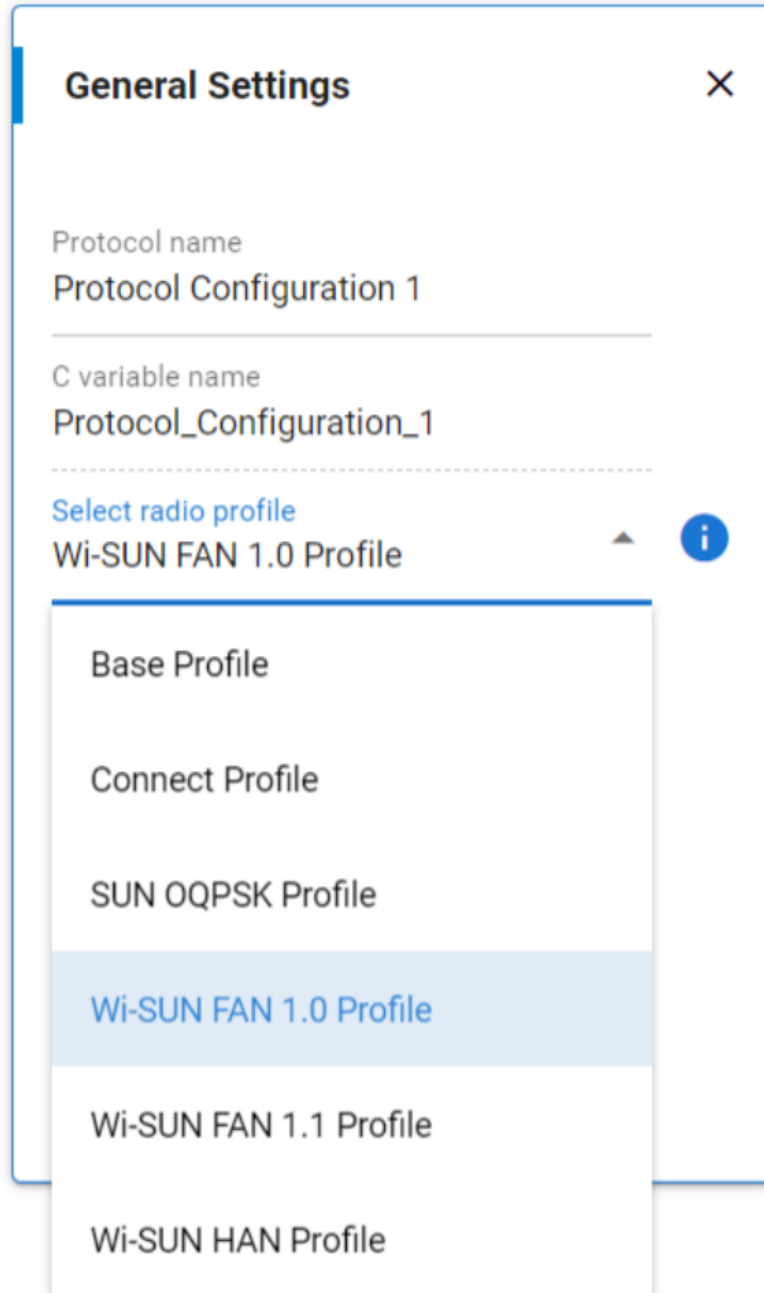 General Settings
Protocol name
Protocol Configuration 1
C variable name
Protocol_Configuration_1
Select radio profile
Wi-SUN FAN 1.0 Profile
Base Profile
Connect Profile
SUN OQPSK Profile
Wi-SUN FAN 1.0 Profile
Wi-SUN FAN 1.1 Profile
Wi-SUN HAN Profile